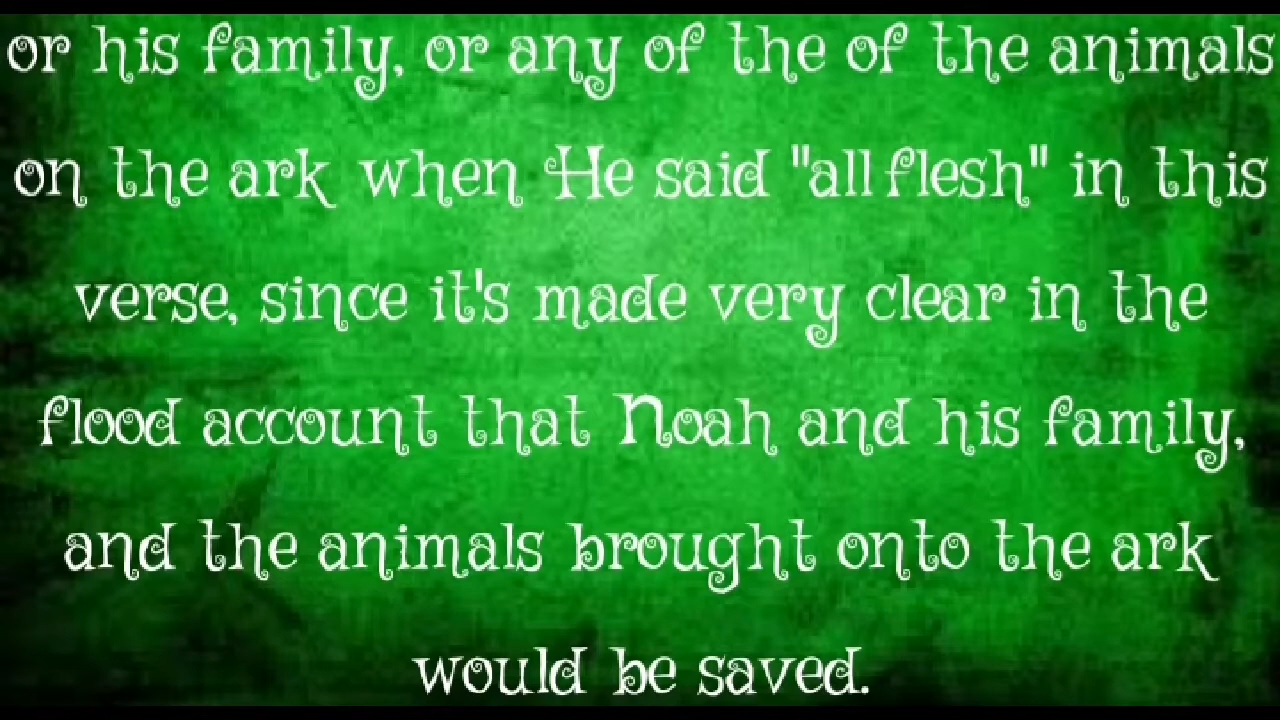 or his family, or any of the of the animals
on the ark when He said "all flesh" in this
verse, since it's made very clear in the
flood account that Noah and his family,
and the animals brought onto the ark
would be saved.